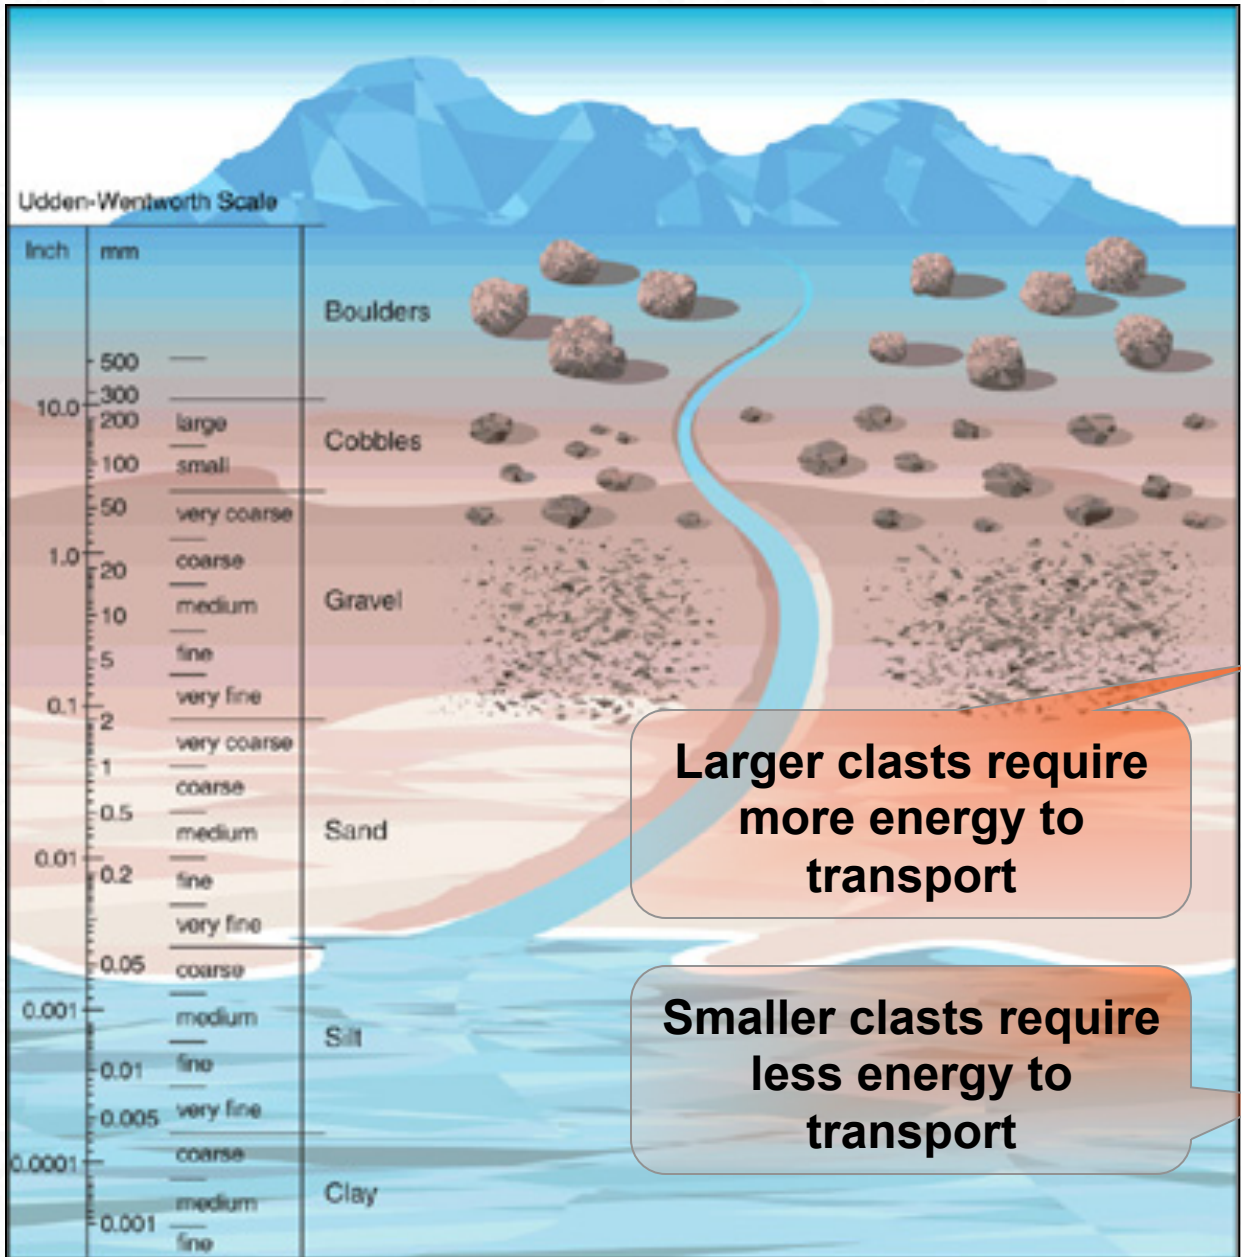 Udden-Wentworth Scale
Inch mm
Boulders
500
300
10.0
200 large
Cobbles
100 small
50 very coarse
1.0
coarse
20
medium
Gravel
10
5 fine
very fine
0.1
2
very coarse
1
coarse
0.5
medium
Sand
0.01
0.2 fine
very fine
0.05 coarse
0.001
medium
Silt
0.01 fine
0.005 very fine
coarse
0.0001
medium
Clay
0.001
fine
Larger clasts require
more energy to
transport
Smaller clasts require
less energy to
transport